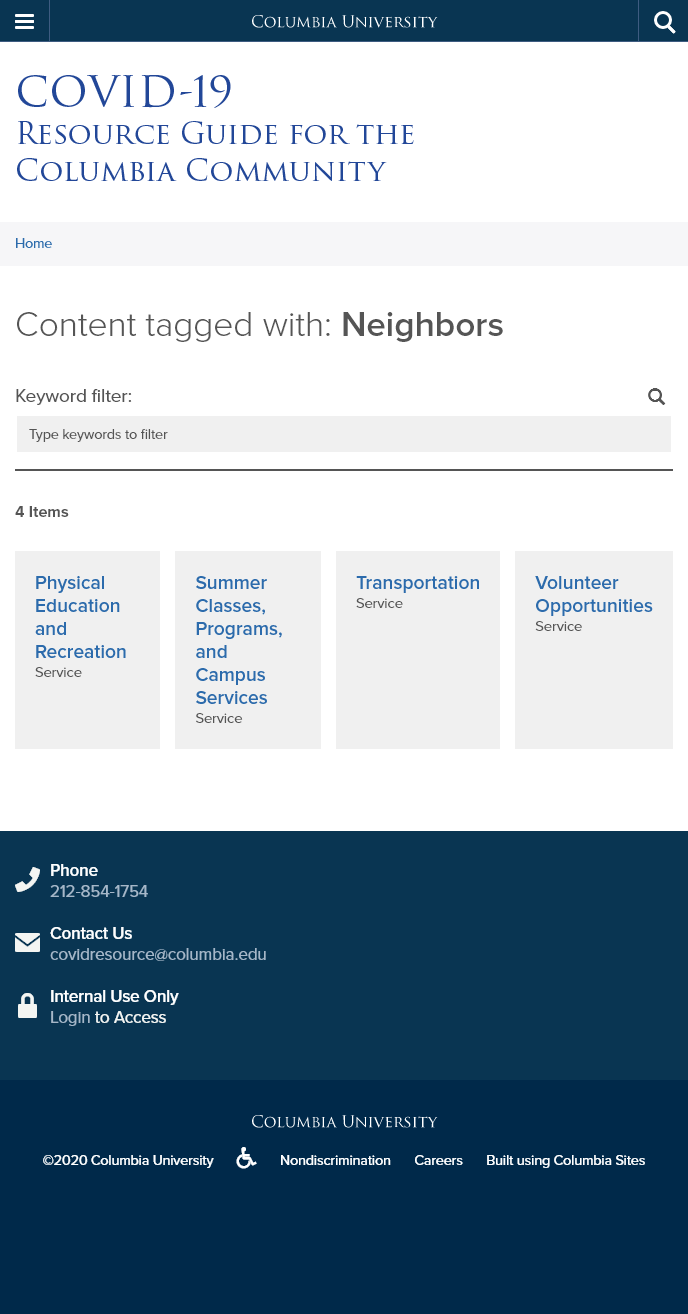 Columbia University
COVID-19
Resource Guide for the
Columbia Community
Home
Content tagged with: Neighbors
Keyword filter:
Type keywords to filter
4 Items
Physical
Education
and
Recreation
Service
Summer
Classes,
Programs,
and
Campus
Services
Service
Transportation
Service
Volunteer
Opportunities
Service
Phone
212-854-1754
Contact Us
covidresource@columbia.edu
Internal Use Only
Login to Access
Columbia University
©2020 Columbia University Nondiscrimination Careers Built using Columbia Sites